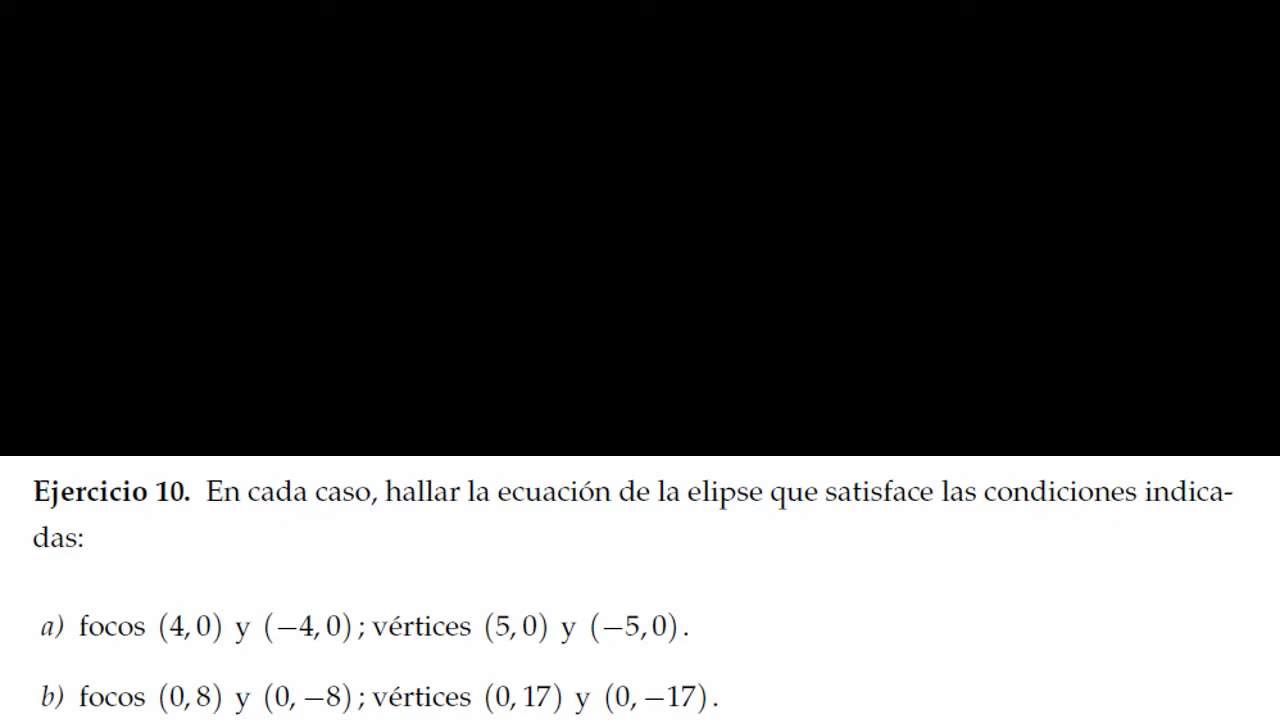 Ejercicio 10. En cada caso, hallar la ecuación de la elipse que satisface las condiciones indica-
das:
a) focos (4, 0) y (−4, 0) ; vértices (5, 0) y (−5, 0) .
b) focos (0, 8) y (0, −8) ; vértices (0, 17) y (0, −17) .